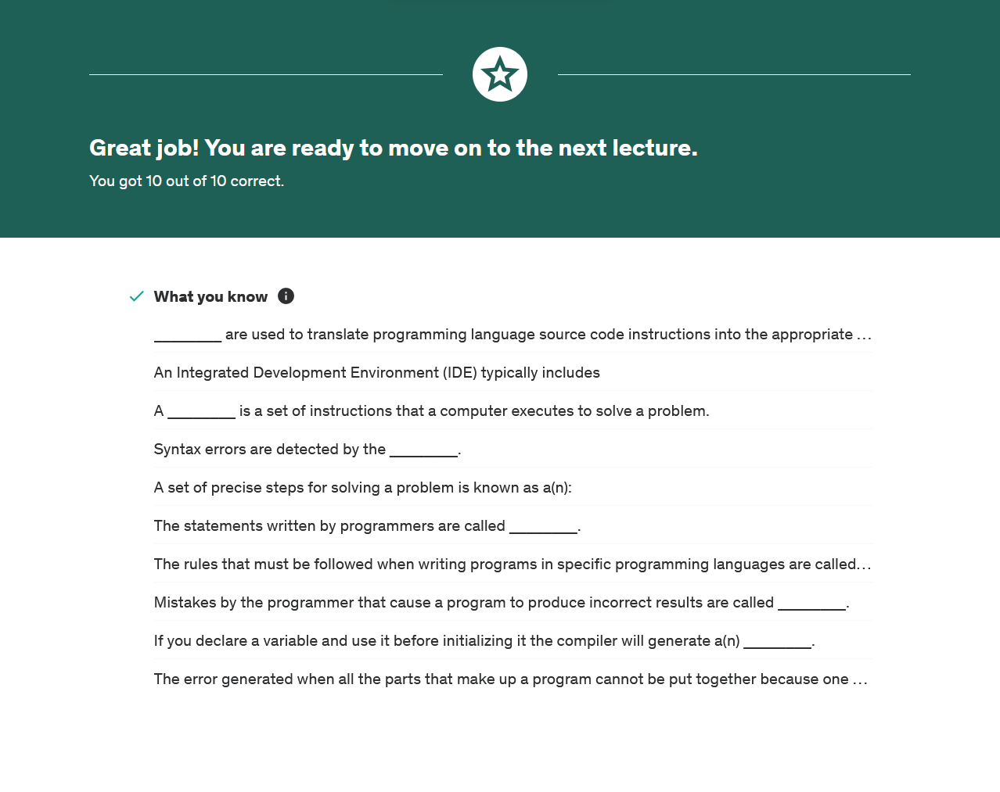 Great job! You are ready to move on to the next lecture.
You got 10 out of 10 correct.
What you know
_________ are used to translate programming language source code instructions into the appropriate ...
An Integrated Development Environment (IDE) typically includes
A _________ is a set of instructions that a computer executes to solve a problem.
Syntax errors are detected by the _________.
A set of precise steps for solving a problem is known as a(n):
The statements written by programmers are called _________.
The rules that must be followed when writing programs in specific programming languages are called...
Mistakes by the programmer that cause a program to produce incorrect results are called _________.
If you declare a variable and use it before initializing it the compiler will generate a(n) _________.
The error generated when all the parts that make up a program cannot be put together because one ...